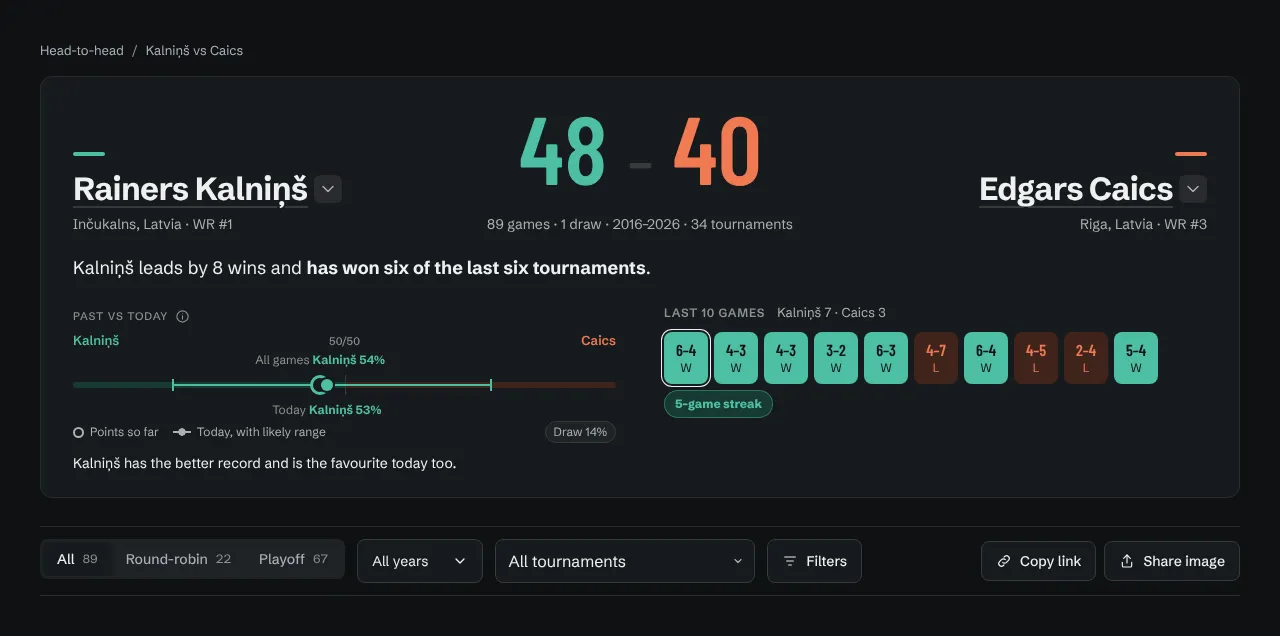 Head-to-head / Kalniņš vs Caics
48 – 40
Rainers Kalniņš
Edgars Caics
Inčukalns, Latvia · WR #1
89 games · 1 draw · 2016-2026 · 34 tournaments
Riga, Latvia · WR #3
Kalniņš leads by 8 wins and has won six of the last six tournaments.
PAST VS TODAY
Kalniņš
50/50
Caics
All games Kalniņš 54%
Today Kalniņš 53%
Points so far
Today, with likely range
Draw 14%
Kalniņš has the better record and is the favourite today too.
LAST 10 GAMES Kalniņš 7 · Caics 3
6-4 4-3 4-3 3-2 6-3 4-7 6-4 4-5 2-4 5-4
W W W W W L W L L W
5-game streak
All 89 Round-robin 22 Playoff 67
All years
All tournaments
Filters
Copy link
Share image